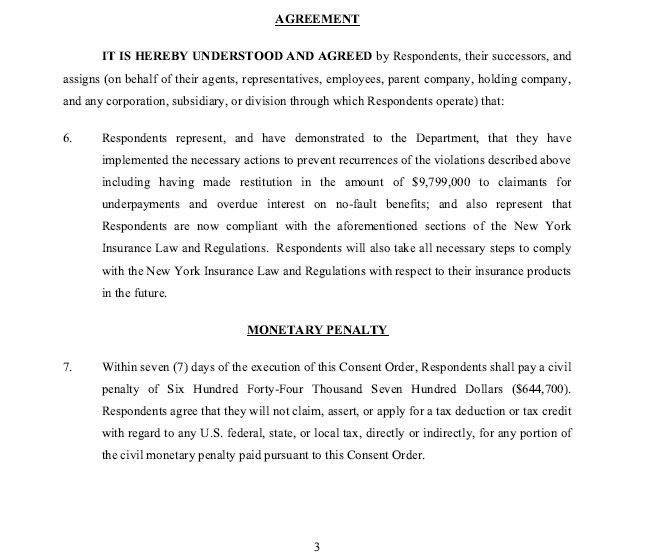 AGREEMENT
IT IS HEREBY UNDERSTOOD AND AGREED by Respondents, their successors, and
assigns (on behalf of their agents, representatives, employees, parent company, holding company,
and any corporation, subsidiary, or division through which Respondents operate) that:
6. Respondents represent, and have demonstrated to the Department, that they have
implemented the necessary actions to prevent recurrences of the violations described above
including having made restitution in the amount of $9,799,000 to claimants for
underpayments and overdue interest on no-fault benefits; and also represent that
Respondents are now compliant with the aforementioned sections of the New York
Insurance Law and Regulations. Respondents will also take all necessary steps to comply
with the New York Insurance Law and Regulations with respect to their insurance products
in the future.
MONETARY PENALTY
7. Within seven (7) days of the execution of this Consent Order, Respondents shall pay a civil
penalty of Six Hundred Forty-Four Thousand Seven Hundred Dollars ($644,700).
Respondents agree that they will not claim, assert, or apply for a tax deduction or tax credit
with regard to any U.S. federal, state, or local tax, directly or indirectly, for any portion of
the civil monetary penalty paid pursuant to this Consent Order.
3